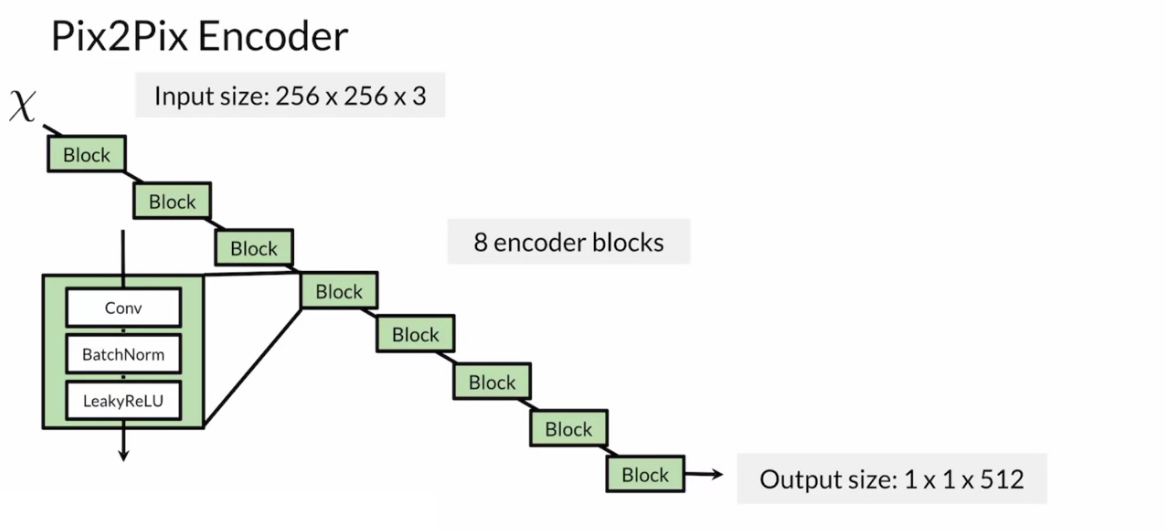 Pix2Pix Encoder
χ
Input size: 256 x 256 x 3
Block
Block
Block
8 encoder blocks
Block
Conv
BatchNorm
LeakyReLU
Block
Block
Block
Block
Output size: 1 x 1 x 512